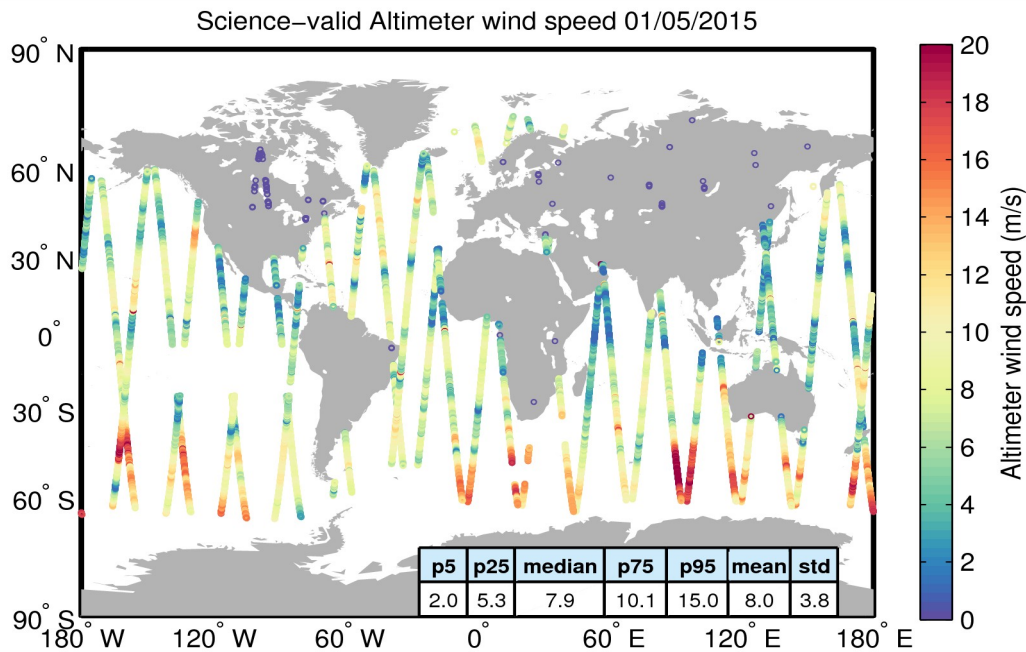 Science−valid Altimeter wind speed 01/05/2015
90° N
60° N
30° N
0°
30° S
60° S
90° S
180° W
120° W
60° W
0°
60° E
120° E
180° E
p5 p25 median p75 p95 mean std
2.0 5.3 7.9 10.1 15.0 8.0 3.8
20
18
16
14
12
10
8
6
4
2
0
Altimeter wind speed (m/s)